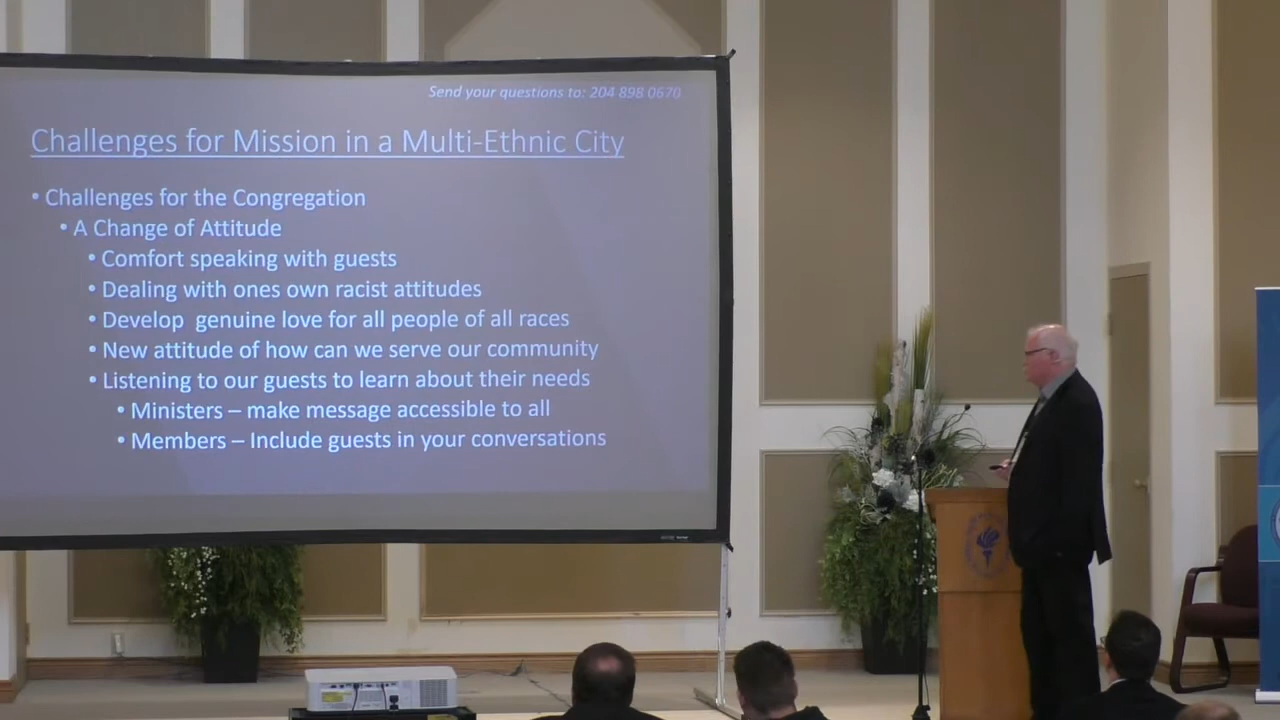 Send your questions to: 204 898 0670
Challenges for Mission in a Multi-Ethnic City
• Challenges for the Congregation
• A Change of Attitude
• Comfort speaking with guests
• Dealing with ones own racist attitudes
• Develop genuine love for all people of all races
• New attitude of how can we serve our community
• Listening to our guests to learn about their needs
• Ministers – make message accessible to all
• Members – Include guests in your conversations